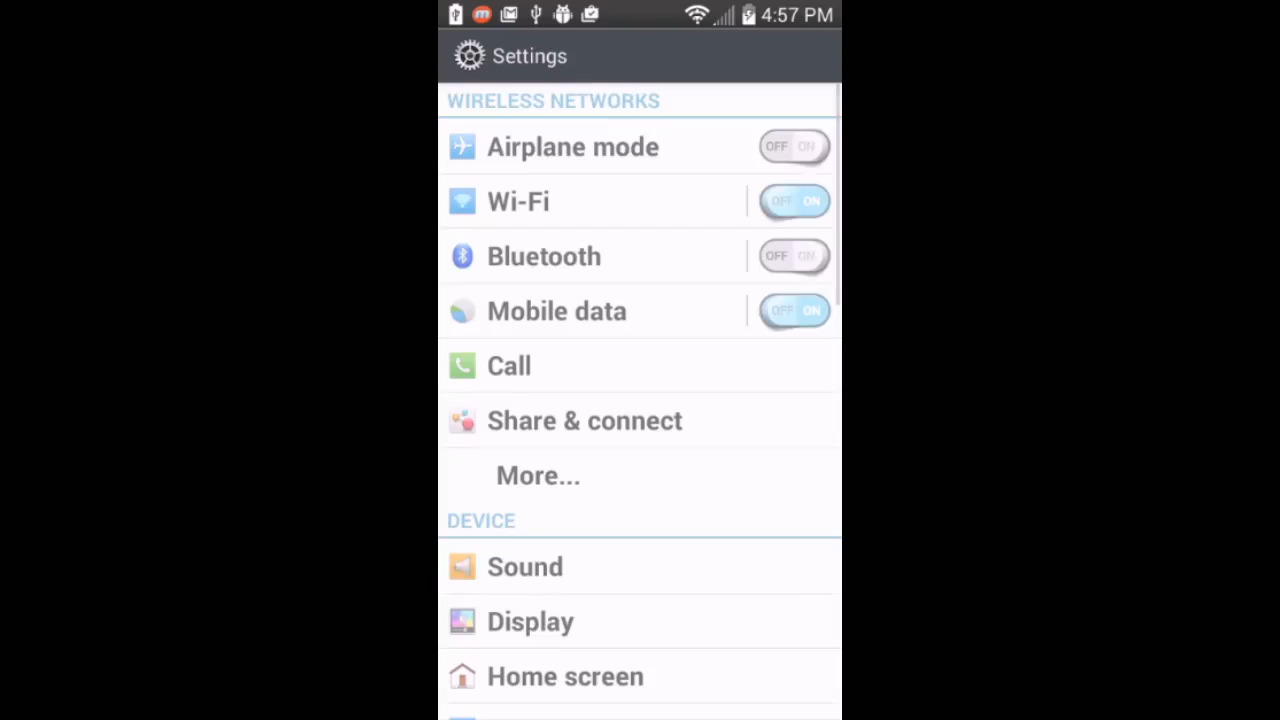 4:57 PM
Settings
WIRELESS NETWORKS
Airplane mode OFF ON
Wi-Fi OFF ON
Bluetooth OFF ON
Mobile data OFF ON
Call
Share & connect
More...
DEVICE
Sound
Display
Home screen